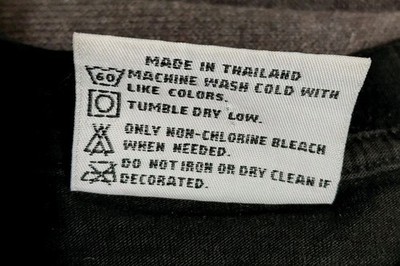 MADE IN THAILAND
60 MACHINE WASH COLD WITH
LIKE COLORS.
TUMBLE DRY LOW.
ONLY NON-CHLORINE BLEACH
WHEN NEEDED.
DO NOT IRON OR DRY CLEAN IF
DECORATED.